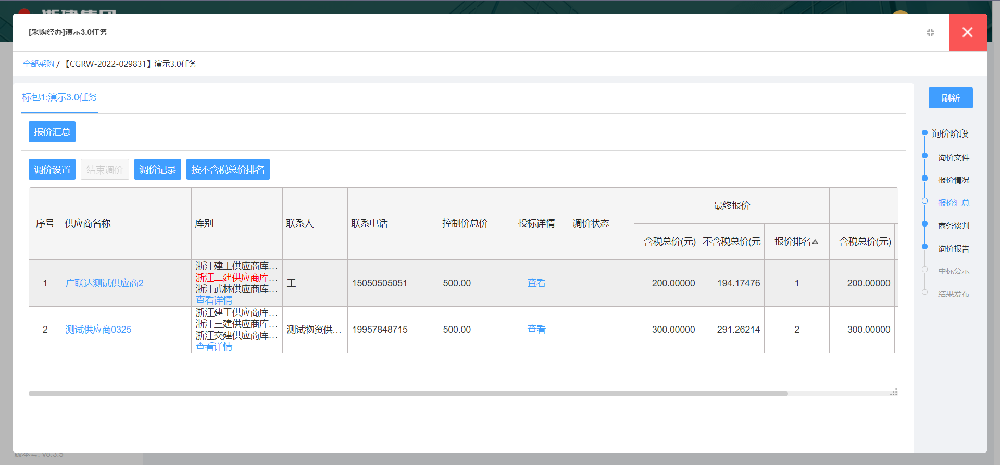 [采购经办]演示3.0任务
全部采购 / 【CGRW-2022-029831】演示3.0任务
标包1:演示3.0任务
刷新
报价汇总
调价设置 结束调价 调价记录 按不含税总价排名
序号 供应商名称 库别 联系人 联系电话 控制价总价 投标详情 调价状态 最终报价
含税总价(元) 不含税总价(元 报价排名 含税总价(元)
1 广联达测试供应商2 浙江建工供应商库… 王二 15050505051 500.00 查看 200.00000 194.17476 1 200.00000
浙江二建供应商库…
浙江武林供应商库…
查看详情
2 测试供应商0325 浙江建工供应商库… 测试物资供… 19957848715 500.00 查看 300.00000 291.26214 2 300.00000
浙江三建供应商库…
浙江交建供应商库…
查看详情
询价阶段
询价文件
报价情况
报价汇总
商务谈判
询价报告
中标公示
结果发布
版本号: v8.3.5